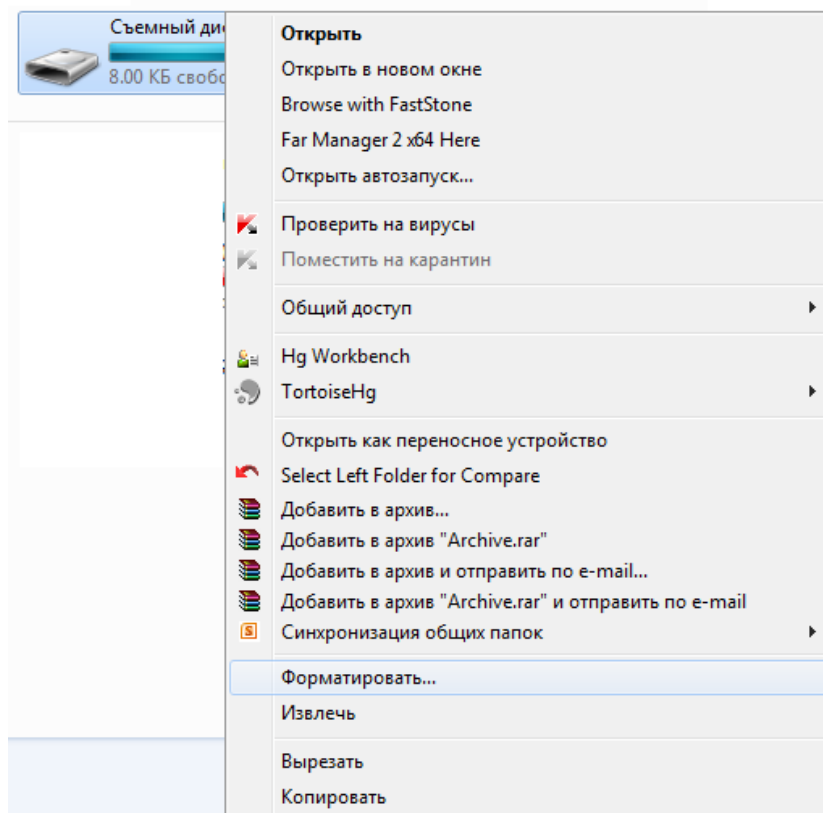 Съемный
8.00 КБ
Открыть
Открыть в новом окне
Browse with FastStone
Far Manager 2 x64 Here
Открыть автозапуск...
Проверить на вирусы
Поместить на карантин
Общий доступ
Hg Workbench
TortoiseHg
Открыть как переносное устройство
Select Left Folder for Compare
Добавить в архив...
Добавить в архив "Archive.rar"
Добавить в архив и отправить по e-mail...
Добавить в архив "Archive.rar" и отправить по e-mail
Синхронизация общих папок
Форматировать...
Извлечь
Вырезать
Копировать